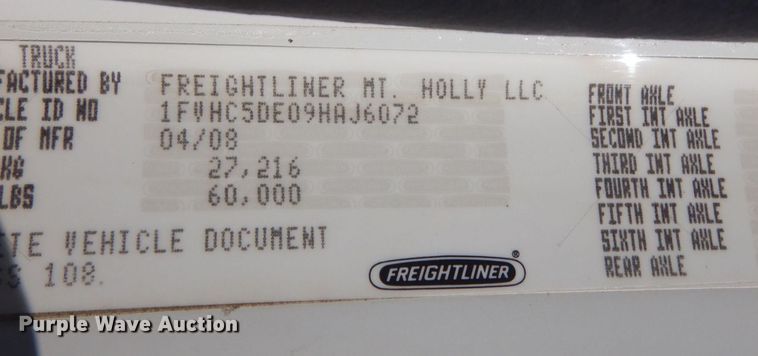 TRUCK
FACTURED BY FREIGHTLINER MT. HOLLY LLC
CLE ID NO 1FVHC5DE09HAJ6072
OF MFR 04/08
KG 27,216
LBS 60,000
ETE VEHICLE DOCUMENT
SS 108.
FRONT AXLE
FIRST INT AXLE
SECOND INT AXLE
THIRD INT AXLE
FOURTH INT AXLE
FIFTH INT AXLE
SIXTH INT AXLE
REAR AXLE
FREIGHTLINER®
Purple Wave Auction